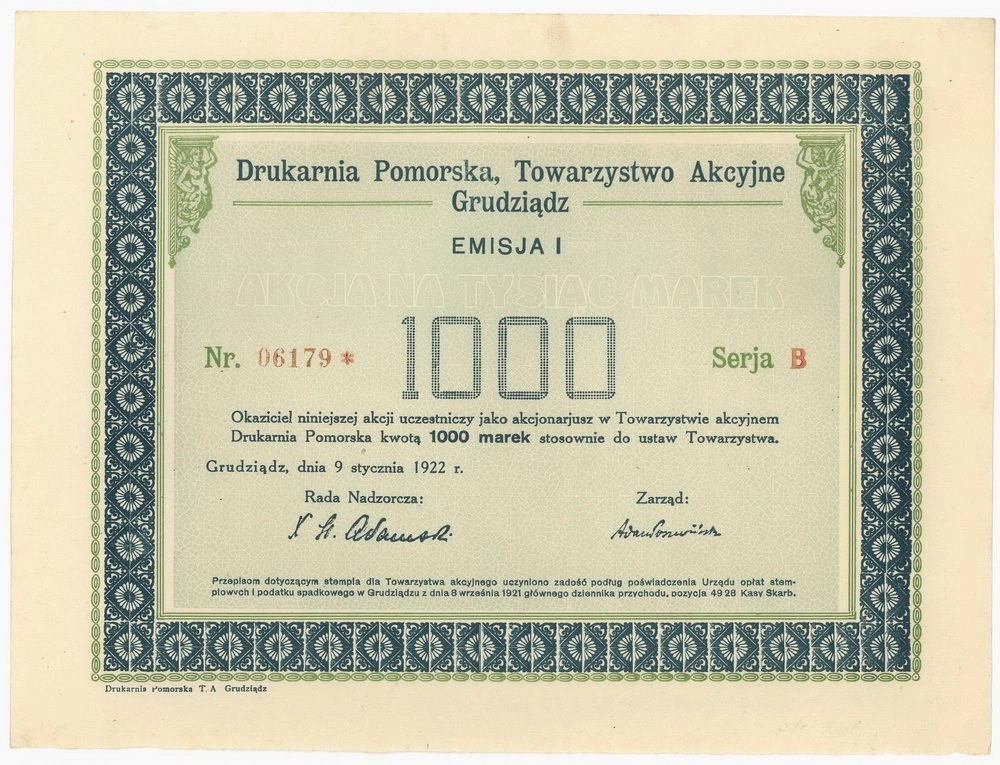 Drukarnia Pomorska, Towarzystwo Akcyjne
Grudziądz
EMISJA I
AKCJA NA TYSIĄC MAREK
1000
Nr. 06179 *
Serja B
Okaziciel niniejszej akcji uczestniczy jako akcjonarjusz w Towarzystwie akcyjnem
Drukarnia Pomorska kwotą 1000 marek stosownie do ustaw Towarzystwa.
Grudziądz, dnia 9 stycznia 1922 r.
Rada Nadzorcza:
Zarząd:
X St. Adamski
Przepisom dotyczącym stempla dla Towarzystwa akcyjnego uczyniono zadość podług poświadczenia Urzędu opłat stem-
plowych i podatku spadkowego w Grudziądzu z dnia 8 września 1921 głównego dziennika przychodu, pozycja 4928 Kasy Skarb.
Drukarnia Pomorska T. A Grudziądz